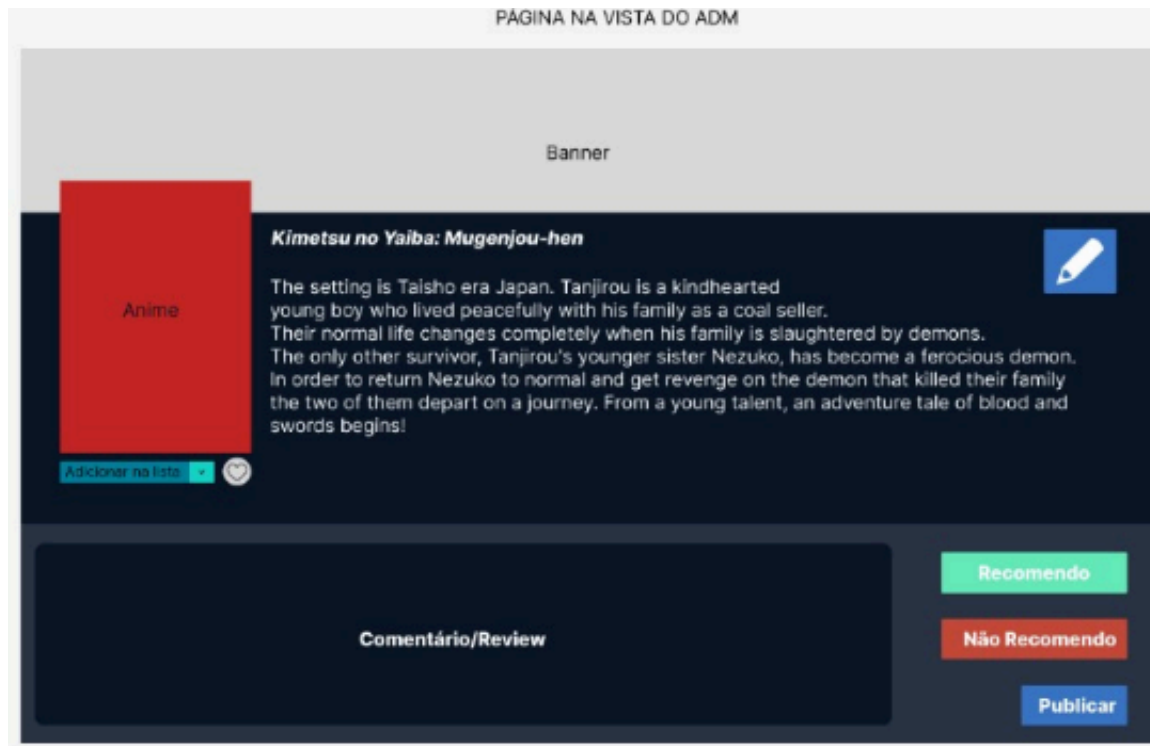 PÁGINA NA VISTA DO ADM
Banner
Anime
Kimetsu no Yaiba: Mugenjou-hen
The setting is Taisho era Japan. Tanjirou is a kindhearted
young boy who lived peacefully with his family as a coal seller.
Their normal life changes completely when his family is slaughtered by demons.
The only other survivor, Tanjirou's younger sister Nezuko, has become a ferocious demon.
In order to return Nezuko to normal and get revenge on the demon that killed their family
the two of them depart on a journey. From a young talent, an adventure tale of blood and
swords begins!
Adicionar na lista
Comentário/Review
Recomendo
Não Recomendo
Publicar